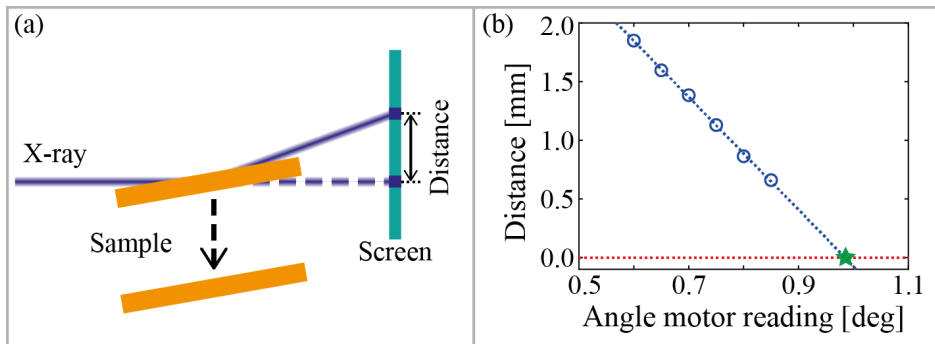 (a)
X-ray
Sample
Distance
Screen
(b)
Distance [mm]
2.0
1.5
1.0
0.5
0.0
0.5
0.7
0.9
1.1
Angle motor reading [deg]